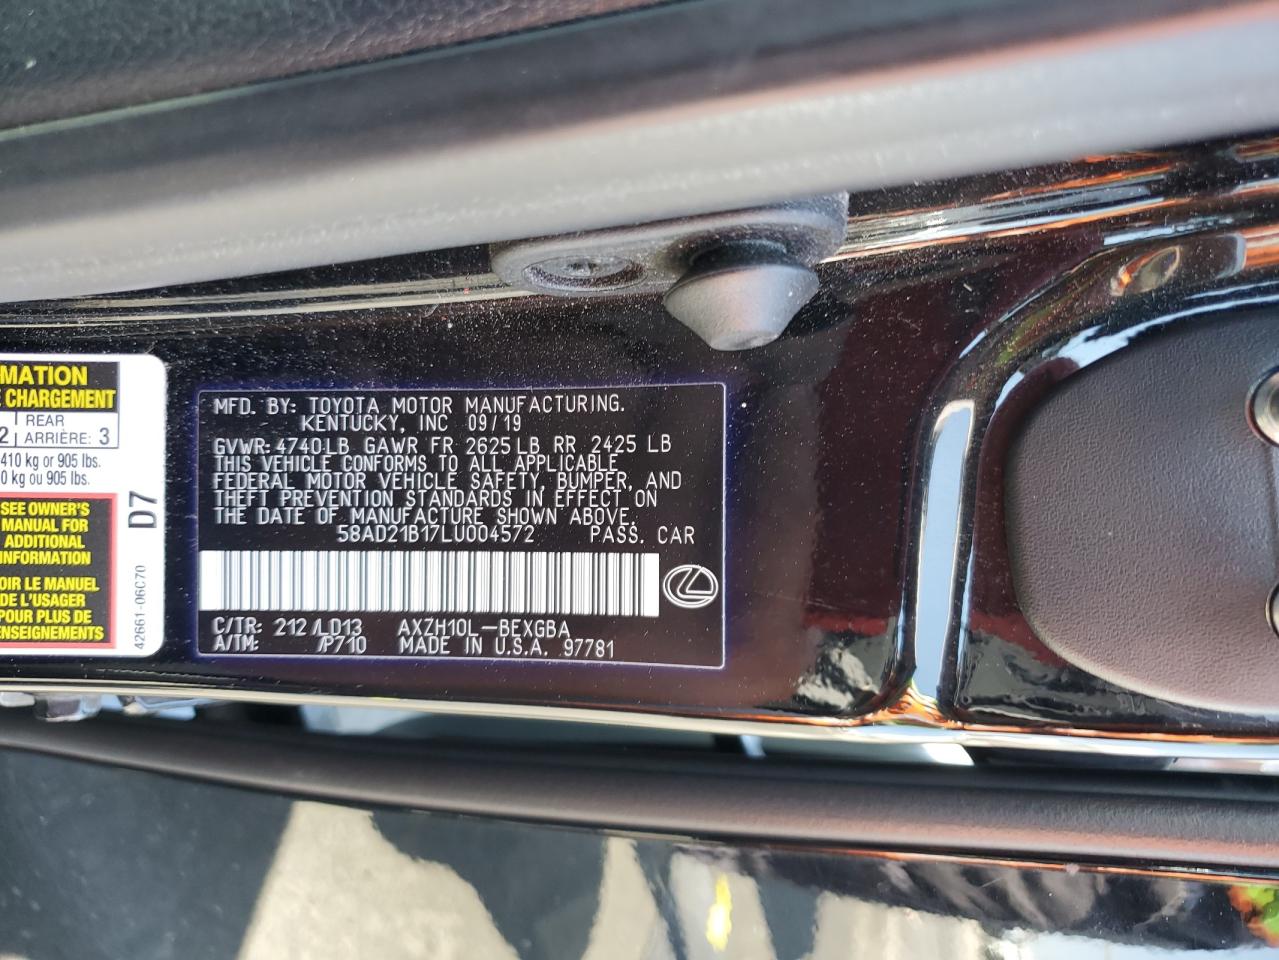 MATION
E CHARGEMENT
2 REAR
ARRIÈRE: 3
410 kg or 905 lbs.
0 kg ou 905 lbs.
SEE OWNER'S
MANUAL FOR
ADDITIONAL
INFORMATION
OIR LE MANUEL
DE L'USAGER
POUR PLUS DE
ENSEIGNEMENTS
D7
42661-06C70
MFD. BY: TOYOTA MOTOR MANUFACTURING.
KENTUCKY, INC 09/19
GVWR: 4740LB GAWR FR 2625LB RR 2425 LB
THIS VEHICLE CONFORMS TO ALL APPLICABLE
FEDERAL MOTOR VEHICLE SAFETY, BUMPER, AND
THEFT PREVENTION STANDARDS IN EFFECT ON
THE DATE OF MANUFACTURE SHOWN ABOVE.
58AD21B17LU004572 PASS. CAR
C/TR: 212 /LD13 AXZH10L-BEXGBA
A/TM: /P710 MADE IN U.S.A. 97781